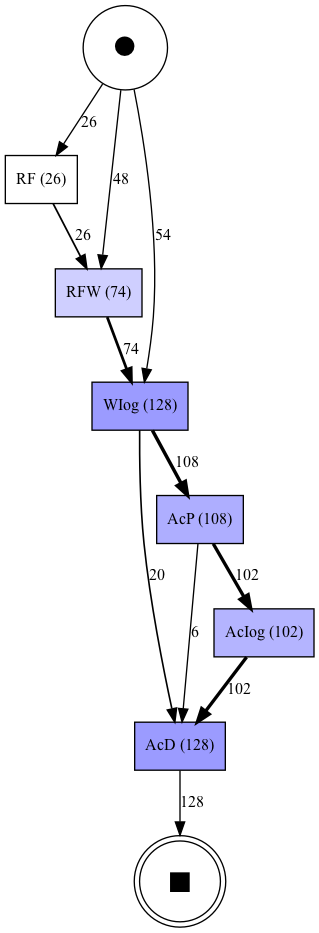 26
RF (26)
48
54
26
RFW (74)
74
WIog (128)
108
AcP (108)
20
6
102
AcIog (102)
102
AcD (128)
128